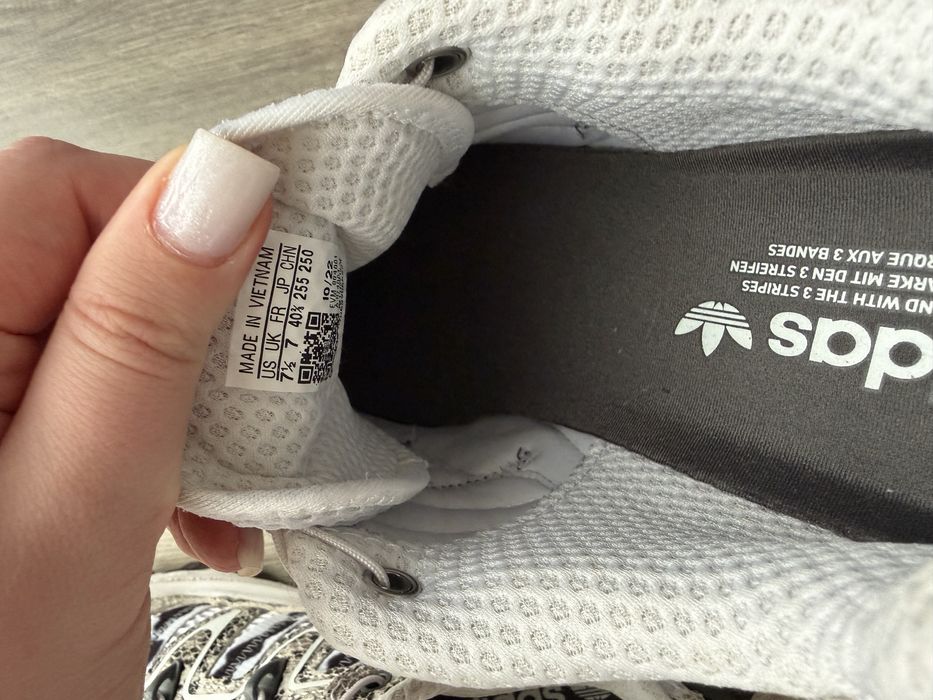 MADE IN VIETNAM
US UK FR JP CHN
7½ 7 40⅔ 255 250
10/22
das
ND WITH THE 3 STRIPES
ARKE MIT DEN 3 STREIFEN
RQUE AUX 3 BANDES